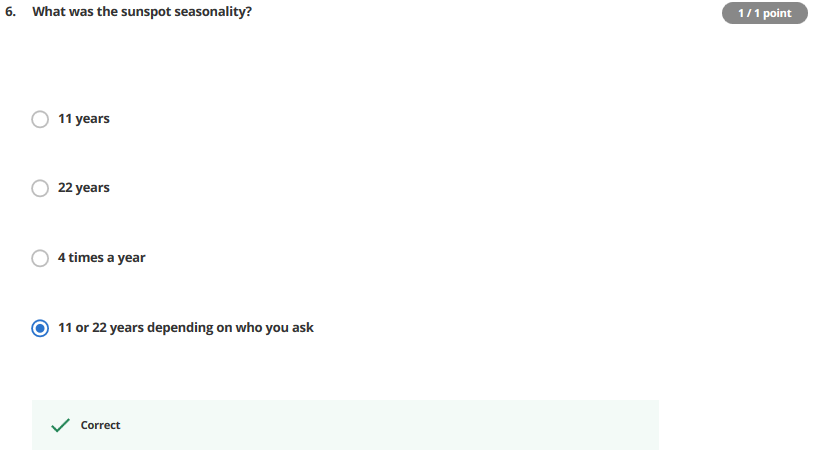 6. What was the sunspot seasonality?
1 / 1 point
11 years
22 years
4 times a year
11 or 22 years depending on who you ask
Correct